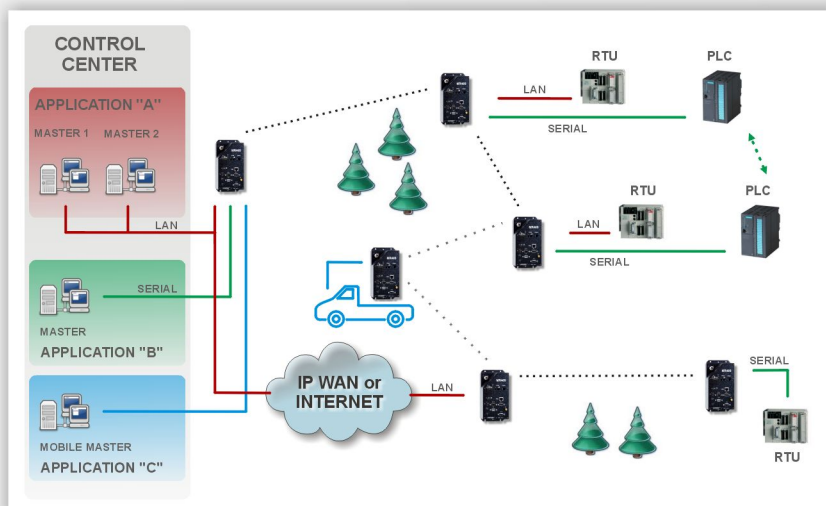 CONTROL
CENTER
APPLICATION "A"
MASTER 1 MASTER 2
LAN
SERIAL
MASTER
APPLICATION "B"
MOBILE MASTER
APPLICATION "C"
RTU
PLC
LAN
SERIAL
RTU
PLC
LAN
SERIAL
IP WAN or
INTERNET
LAN
SERIAL
RTU